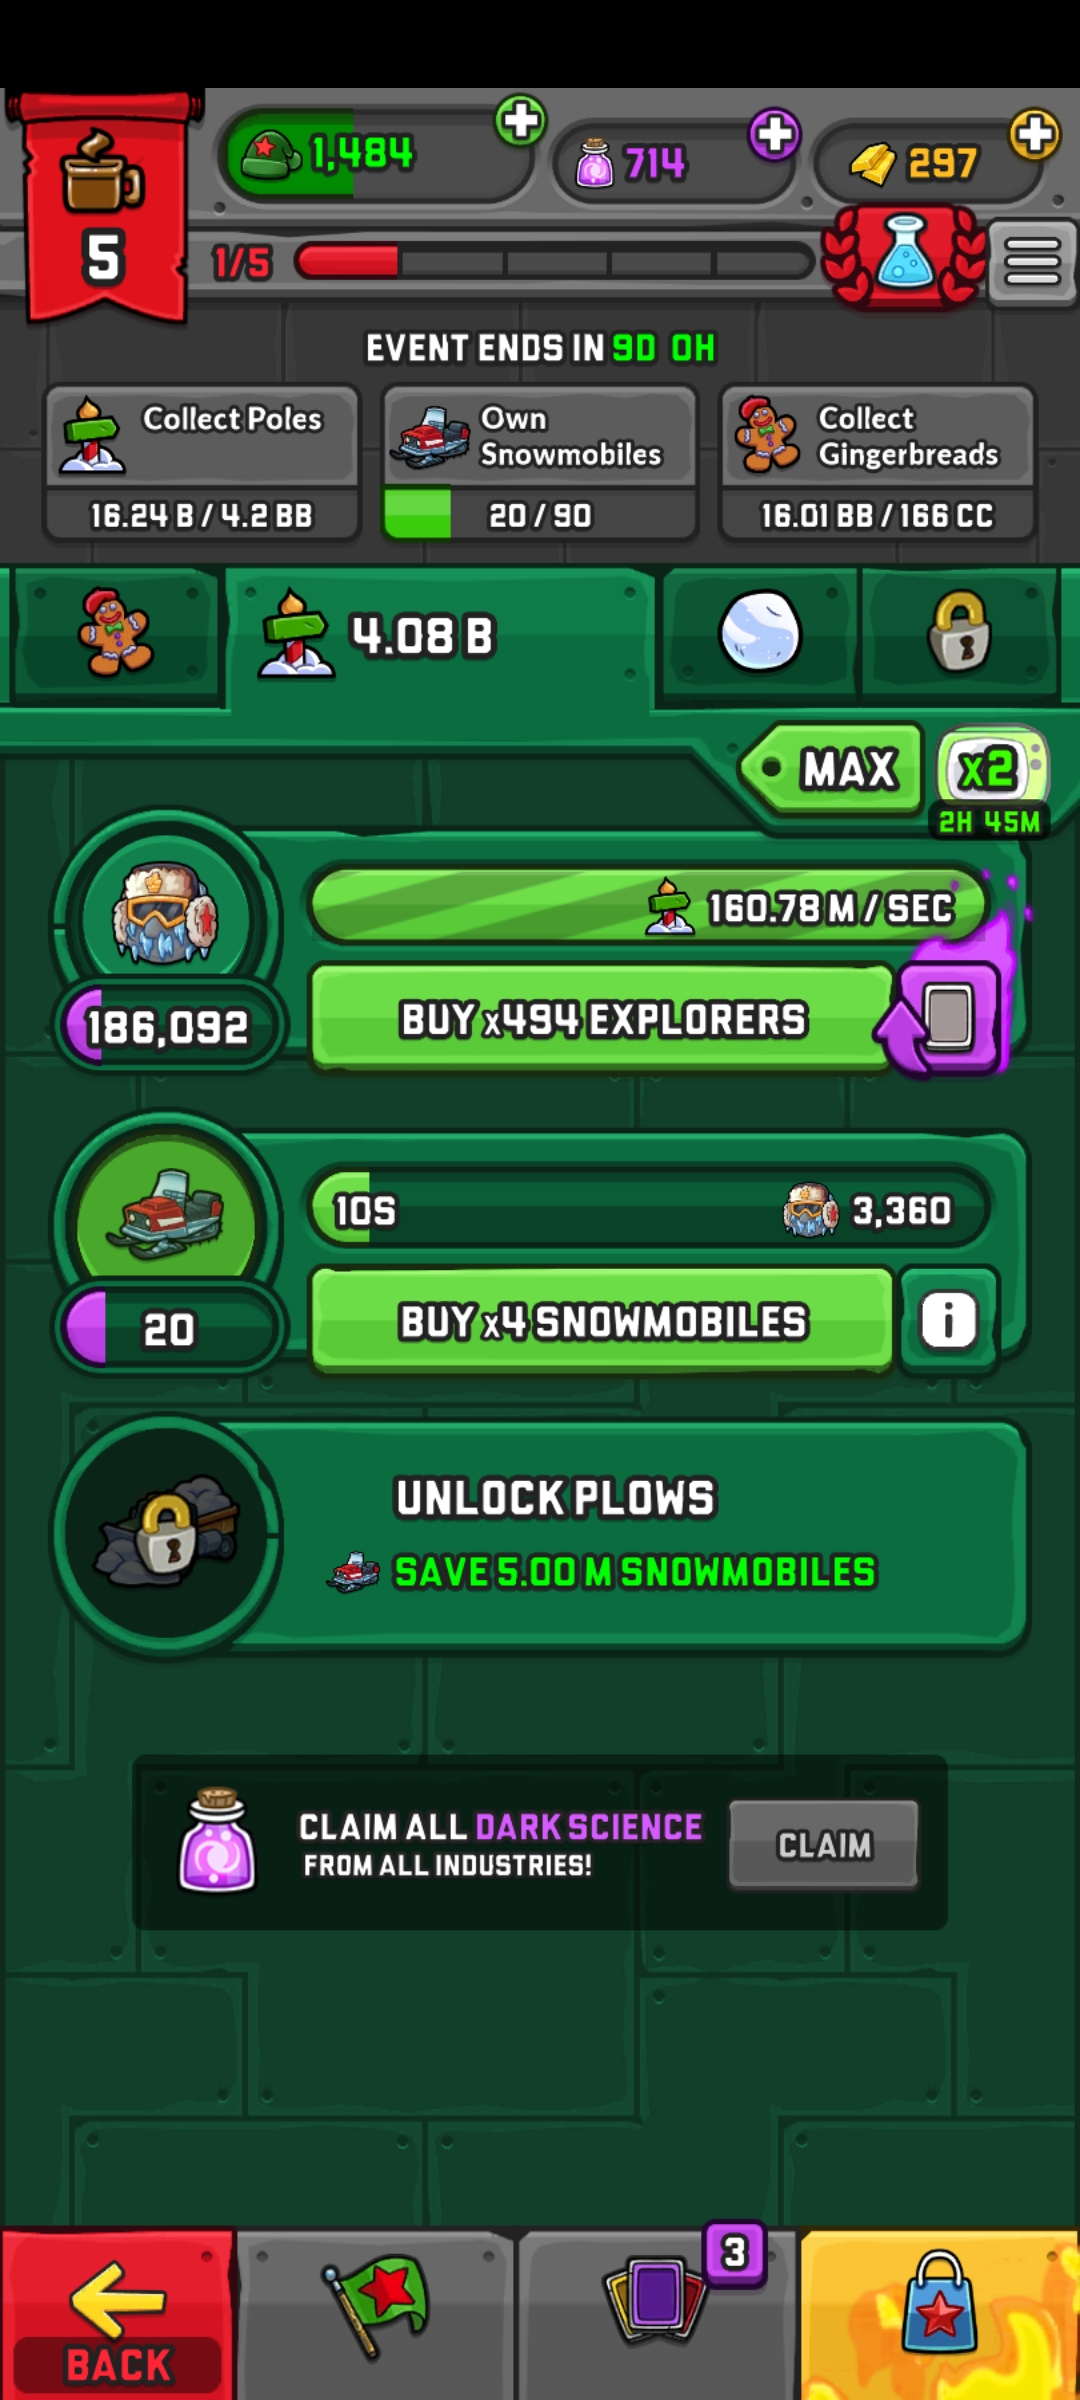 1,484
714
297
5
1/5
EVENT ENDS IN 9D 0H
Collect Poles
16.24 B / 4.2 BB
Own
Snowmobiles
20 / 90
Collect
Gingerbreads
16.01 BB / 166 CC
4.08 B
MAX
x2
2H 45M
160.78 M / SEC
186,092
BUY x494 EXPLORERS
10S
3,360
20
BUY x4 SNOWMOBILES
i
UNLOCK PLOWS
SAVE 5.00 M SNOWMOBILES
CLAIM ALL DARK SCIENCE
FROM ALL INDUSTRIES!
CLAIM
3
BACK